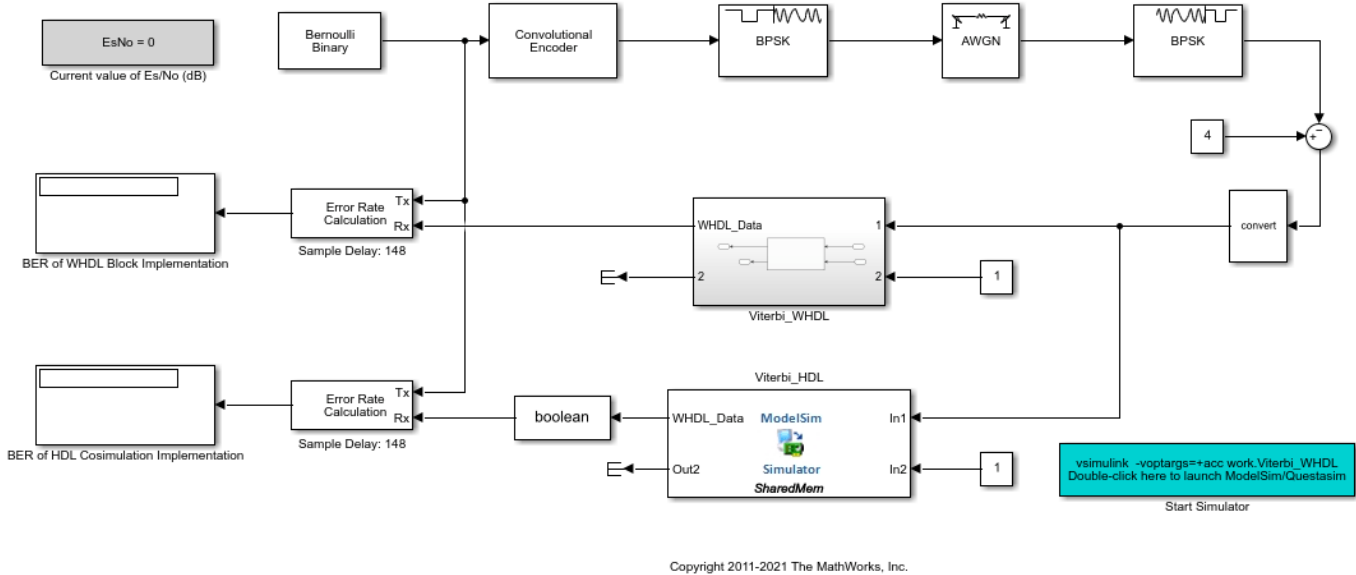 EsNo = 0
Current value of Es/No (dB)
Bernoulli
Binary
Convolutional
Encoder
BPSK
AWGN
BPSK
4
+
−
convert
BER of WHDL Block Implementation
Error Rate
Calculation
Tx
Rx
Sample Delay: 148
WHDL_Data
1
2
2
Viterbi_WHDL
1
BER of HDL Cosimulation Implementation
Error Rate
Calculation
Tx
Rx
Sample Delay: 148
boolean
Viterbi_HDL
WHDL_Data
ModelSim
In1
Out2
Simulator
In2
SharedMem
1
vsimulink -voptargs=+acc work.Viterbi_WHDL
Double-click here to launch ModelSim/Questasim
Start Simulator
Copyright 2011-2021 The MathWorks, Inc.